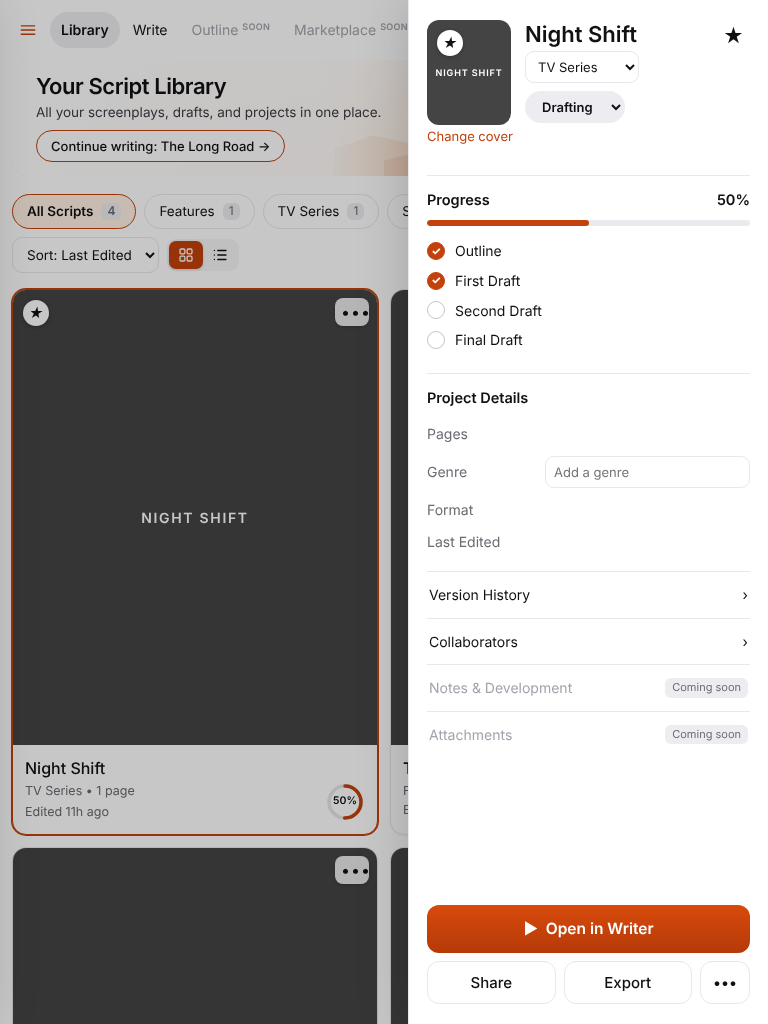 Library Write Outline SOON Marketplace SOON
Your Script Library
All your screenplays, drafts, and projects in one place.
Continue writing: The Long Road →
All Scripts 4 Features 1 TV Series 1
Sort: Last Edited
NIGHT SHIFT
Night Shift
TV Series • 1 page
Edited 11h ago
50%
NIGHT SHIFT
Change cover
Night Shift
TV Series
Drafting
Progress 50%
Outline
First Draft
Second Draft
Final Draft
Project Details
Pages
Genre Add a genre
Format
Last Edited
Version History
Collaborators
Notes & Development Coming soon
Attachments Coming soon
Open in Writer
Share Export